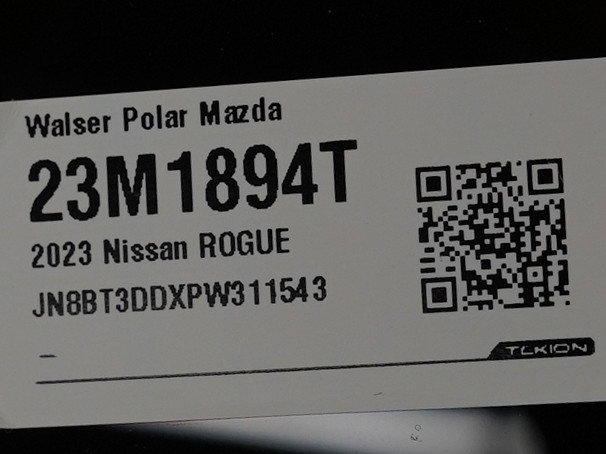 Walser Polar Mazda
23M1894T
2023 Nissan ROGUE
JN8BT3DDXPW311543
–
TEKION